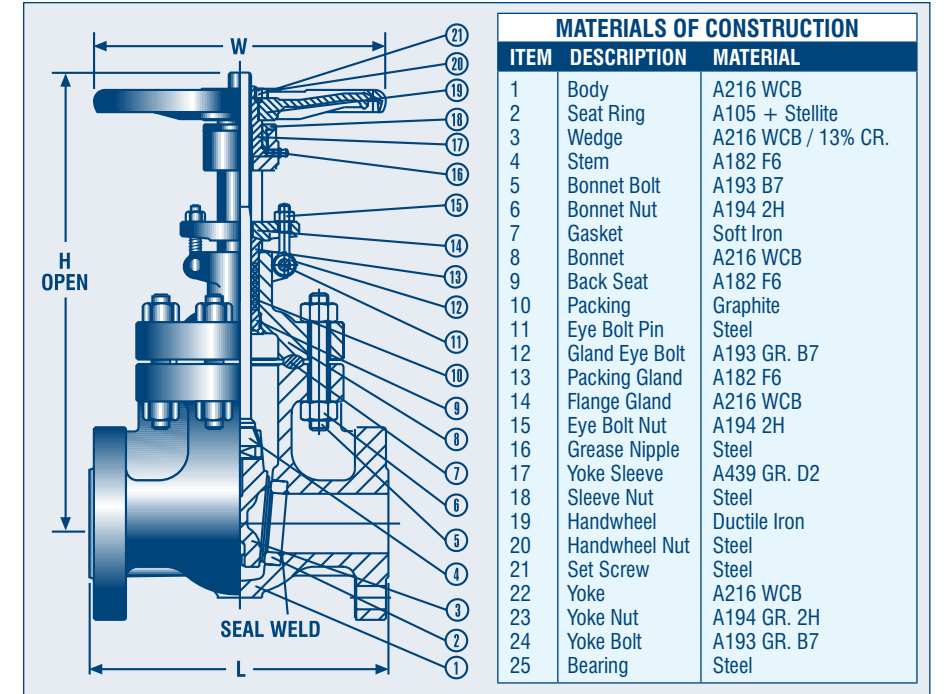 W
H
OPEN
L
SEAL WELD
21
20
19
18
17
16
15
14
13
12
11
10
9
8
7
6
5
4
3
2
1
MATERIALS OF CONSTRUCTION
ITEM DESCRIPTION MATERIAL
1 Body A216 WCB
2 Seat Ring A105 + Stellite
3 Wedge A216 WCB / 13% CR.
4 Stem A182 F6
5 Bonnet Bolt A193 B7
6 Bonnet Nut A194 2H
7 Gasket Soft Iron
8 Bonnet A216 WCB
9 Back Seat A182 F6
10 Packing Graphite
11 Eye Bolt Pin Steel
12 Gland Eye Bolt A193 GR. B7
13 Packing Gland A182 F6
14 Flange Gland A216 WCB
15 Eye Bolt Nut A194 2H
16 Grease Nipple Steel
17 Yoke Sleeve A439 GR. D2
18 Sleeve Nut Steel
19 Handwheel Ductile Iron
20 Handwheel Nut Steel
21 Set Screw Steel
22 Yoke A216 WCB
23 Yoke Nut A194 GR. 2H
24 Yoke Bolt A193 GR. B7
25 Bearing Steel